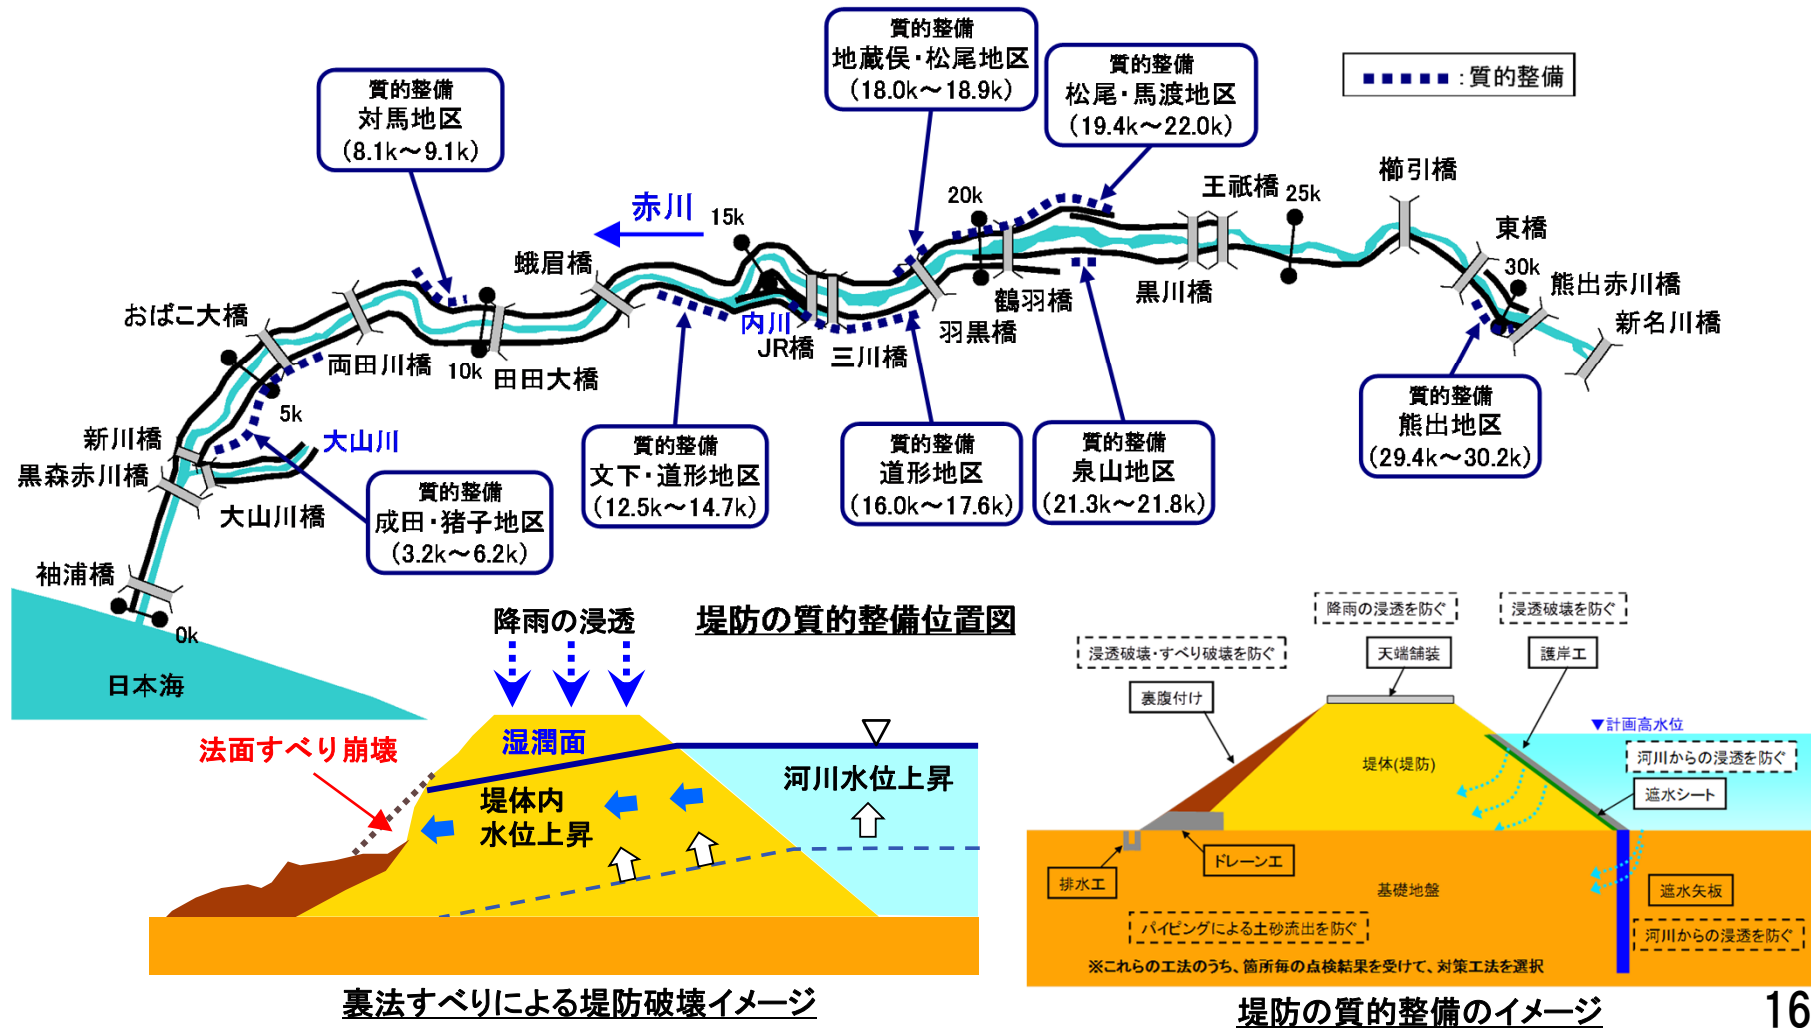 質的整備
地蔵俣・松尾地区
(18.0k～18.9k)
質的整備
松尾・馬渡地区
(19.4k～22.0k)
：質的整備
質的整備
対馬地区
(8.1k～9.1k)
赤川
15k
20k
王祇橋
25k
櫛引橋
東橋
30k
熊出赤川橋
新名川橋
蛾眉橋
おばこ大橋
両田川橋
10k
田田大橋
内川
JR橋
三川橋
羽黒橋
鶴羽橋
黒川橋
5k
新川橋
黒森赤川橋
大山川
大山川橋
袖浦橋
0k
日本海
質的整備
成田・猪子地区
(3.2k～6.2k)
質的整備
文下・道形地区
(12.5k～14.7k)
質的整備
道形地区
(16.0k～17.6k)
質的整備
泉山地区
(21.3k～21.8k)
質的整備
熊出地区
(29.4k～30.2k)
堤防の質的整備位置図
降雨の浸透
法面すべり崩壊
湿潤面
堤体内
水位上昇
河川水位上昇
裏法すべりによる堤防破壊イメージ
降雨の浸透を防ぐ
浸透破壊を防ぐ
浸透破壊・すべり破壊を防ぐ
天端舗装
護岸工
裏腹付け
▼計画高水位
堤体(堤防)
河川からの浸透を防ぐ
遮水シート
ドレーン工
排水工
基礎地盤
遮水矢板
パイピングによる土砂流出を防ぐ
河川からの浸透を防ぐ
※これらの工法のうち、箇所毎の点検結果を受けて、対策工法を選択
堤防の質的整備のイメージ
16